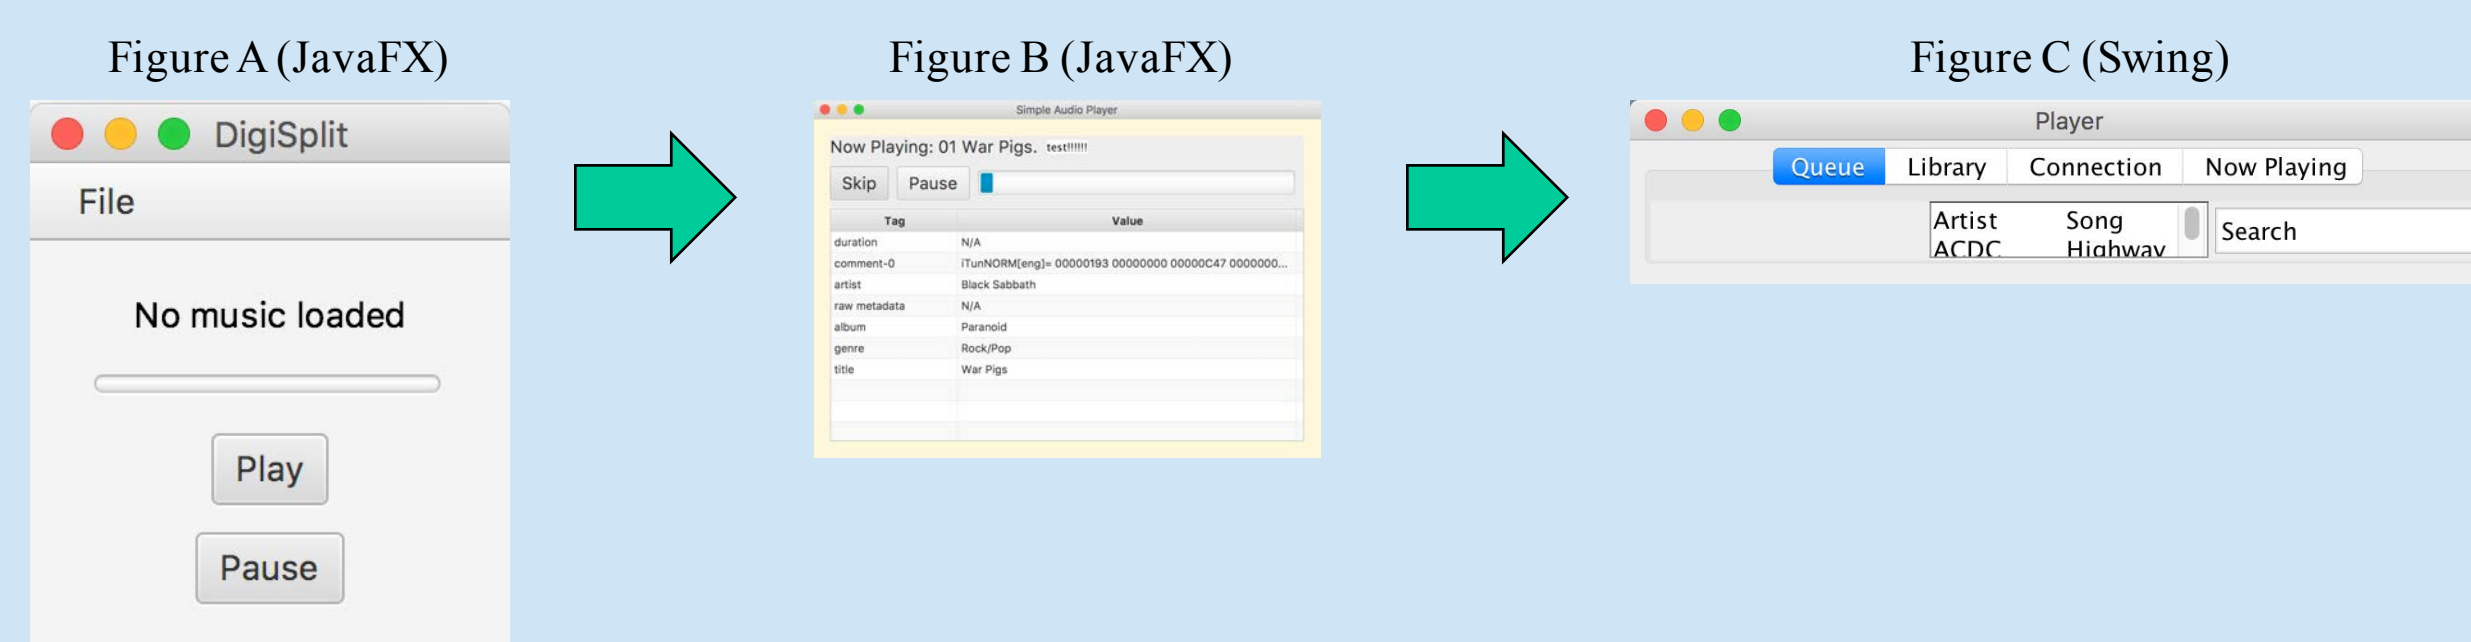 Figure A (JavaFX)
DigiSplit
File
No music loaded
Play
Pause
Figure B (JavaFX)
Simple Audio Player
Now Playing: 01 War Pigs. test!!!!!!
Skip Pause
Tag Value
duration N/A
comment-0 iTunNORM[eng]= 00000193 00000000 00000C47 0000000...
artist Black Sabbath
raw metadata N/A
album Paranoid
genre Rock/Pop
title War Pigs
Figure C (Swing)
Player
Queue Library Connection Now Playing
Artist Song
ACDC Highway
Search